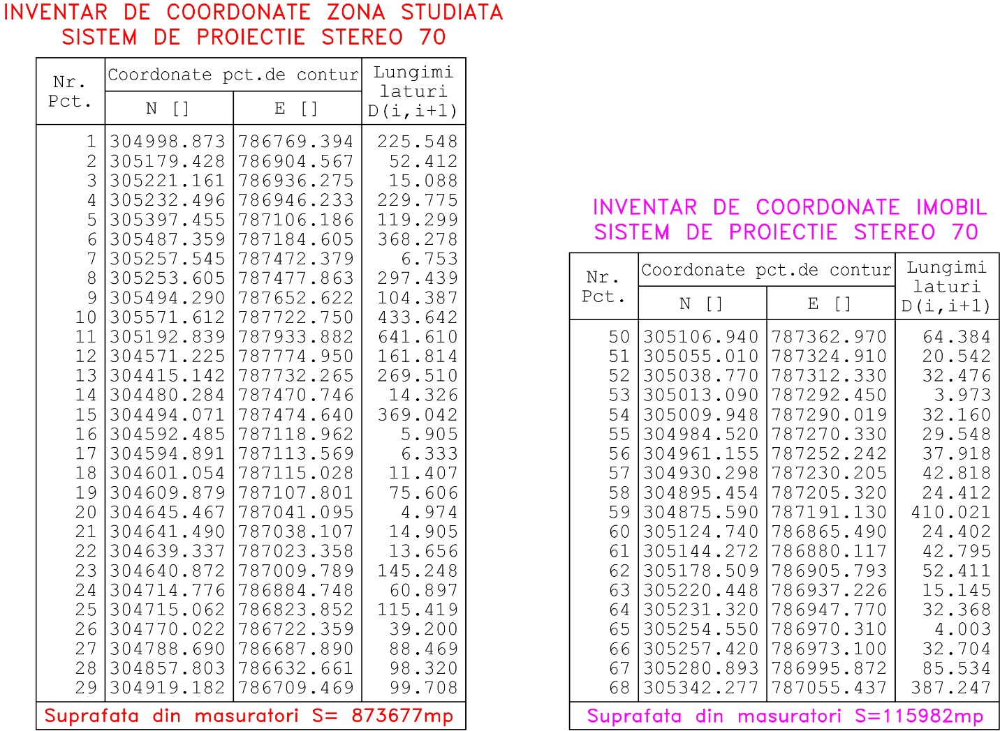 INVENTAR DE COORDONATE ZONA STUDIATA
SISTEM DE PROIECTIE STEREO 70
Nr. Pct. Coordonate pct.de contur Lungimi laturi D(i,i+1)
N [] E []
1 304998.873 786769.394 225.548
2 305179.428 786904.567 52.412
3 305221.161 786936.275 15.088
4 305232.496 786946.233 229.775
5 305397.455 787106.186 119.299
6 305487.359 787184.605 368.278
7 305257.545 787472.379 6.753
8 305253.605 787477.863 297.439
9 305494.290 787652.622 104.387
10 305571.612 787722.750 433.642
11 305192.839 787933.882 641.610
12 304571.225 787774.950 161.814
13 304415.142 787732.265 269.510
14 304480.284 787470.746 14.326
15 304494.071 787474.640 369.042
16 304592.485 787118.962 5.905
17 304594.891 787113.569 6.333
18 304601.054 787115.028 11.407
19 304609.879 787107.801 75.606
20 304645.467 787041.095 4.974
21 304641.490 787038.107 14.905
22 304639.337 787023.358 13.656
23 304640.872 787009.789 145.248
24 304714.776 786884.748 60.897
25 304715.062 786823.852 115.419
26 304770.022 786722.359 39.200
27 304788.690 786687.890 88.469
28 304857.803 786632.661 98.320
29 304919.182 786709.469 99.708
Suprafata din masuratori S= 873677mp
INVENTAR DE COORDONATE IMOBIL
SISTEM DE PROIECTIE STEREO 70
Nr. Pct. Coordonate pct.de contur Lungimi laturi D(i,i+1)
N [] E []
50 305106.940 787362.970 64.384
51 305055.010 787324.910 20.542
52 305038.770 787312.330 32.476
53 305013.090 787292.450 3.973
54 305009.948 787290.019 32.160
55 304984.520 787270.330 29.548
56 304961.155 787252.242 37.918
57 304930.298 787230.205 42.818
58 304895.454 787205.320 24.412
59 304875.590 787191.130 410.021
60 305124.740 786865.490 24.402
61 305144.272 786880.117 42.795
62 305178.509 786905.793 52.411
63 305220.448 786937.226 15.145
64 305231.320 786947.770 32.368
65 305254.550 786970.310 4.003
66 305257.420 786973.100 32.704
67 305280.893 786995.872 85.534
68 305342.277 787055.437 387.247
Suprafata din masuratori S=115982mp